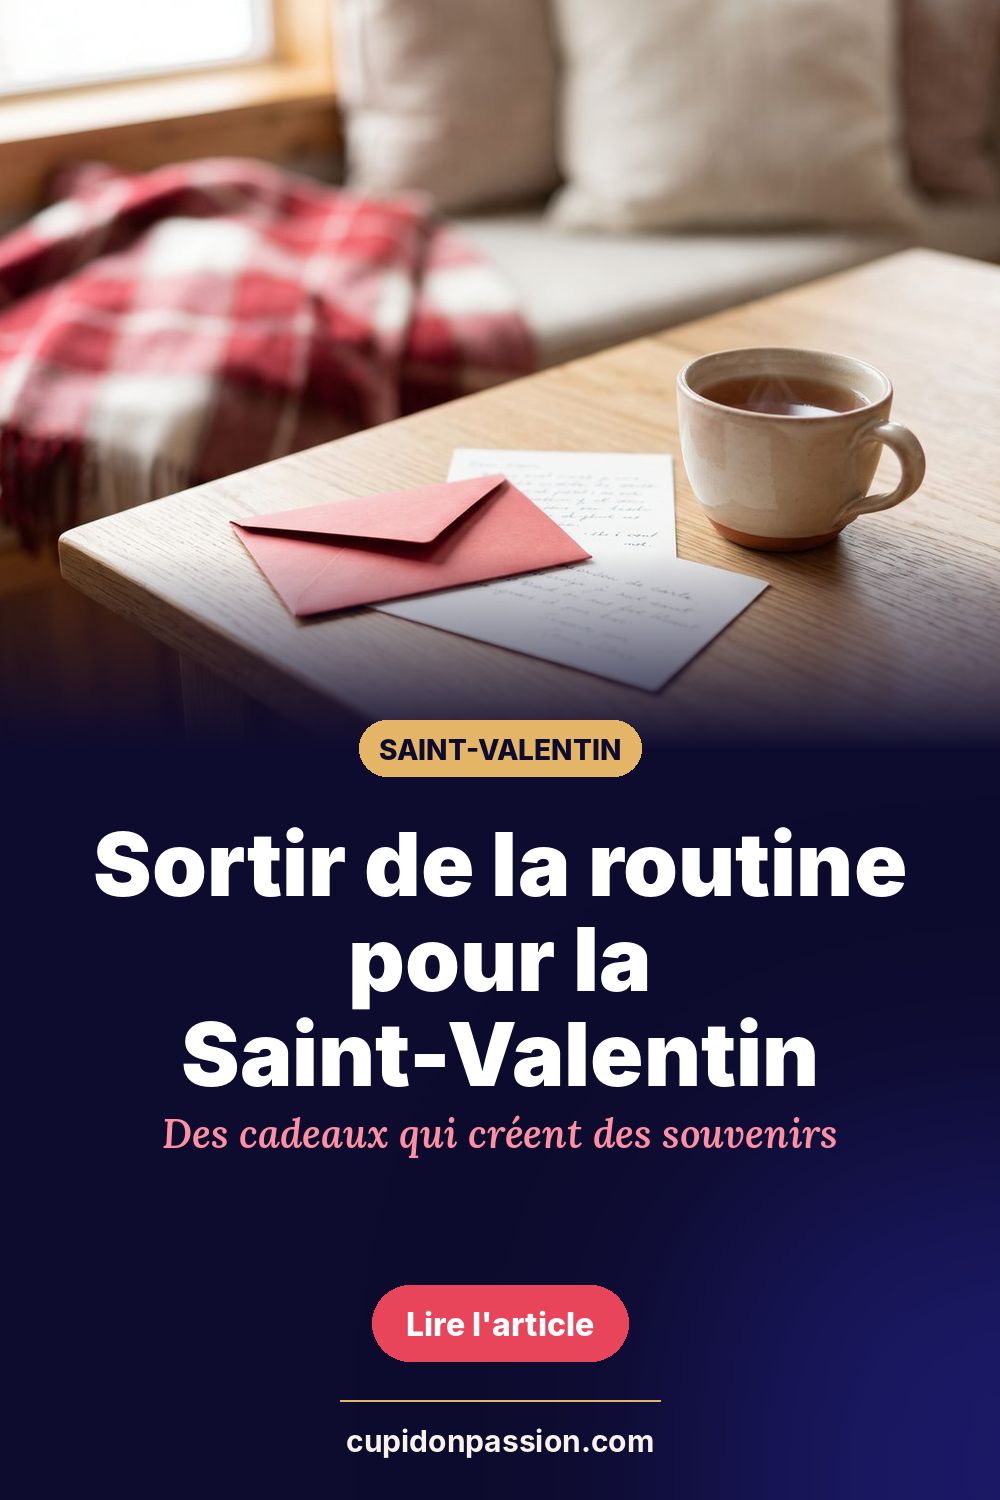 SAINT-VALENTIN
Sortir de la routine
pour la
Saint-Valentin
Des cadeaux qui créent des souvenirs
Lire l'article
cupidonpassion.com